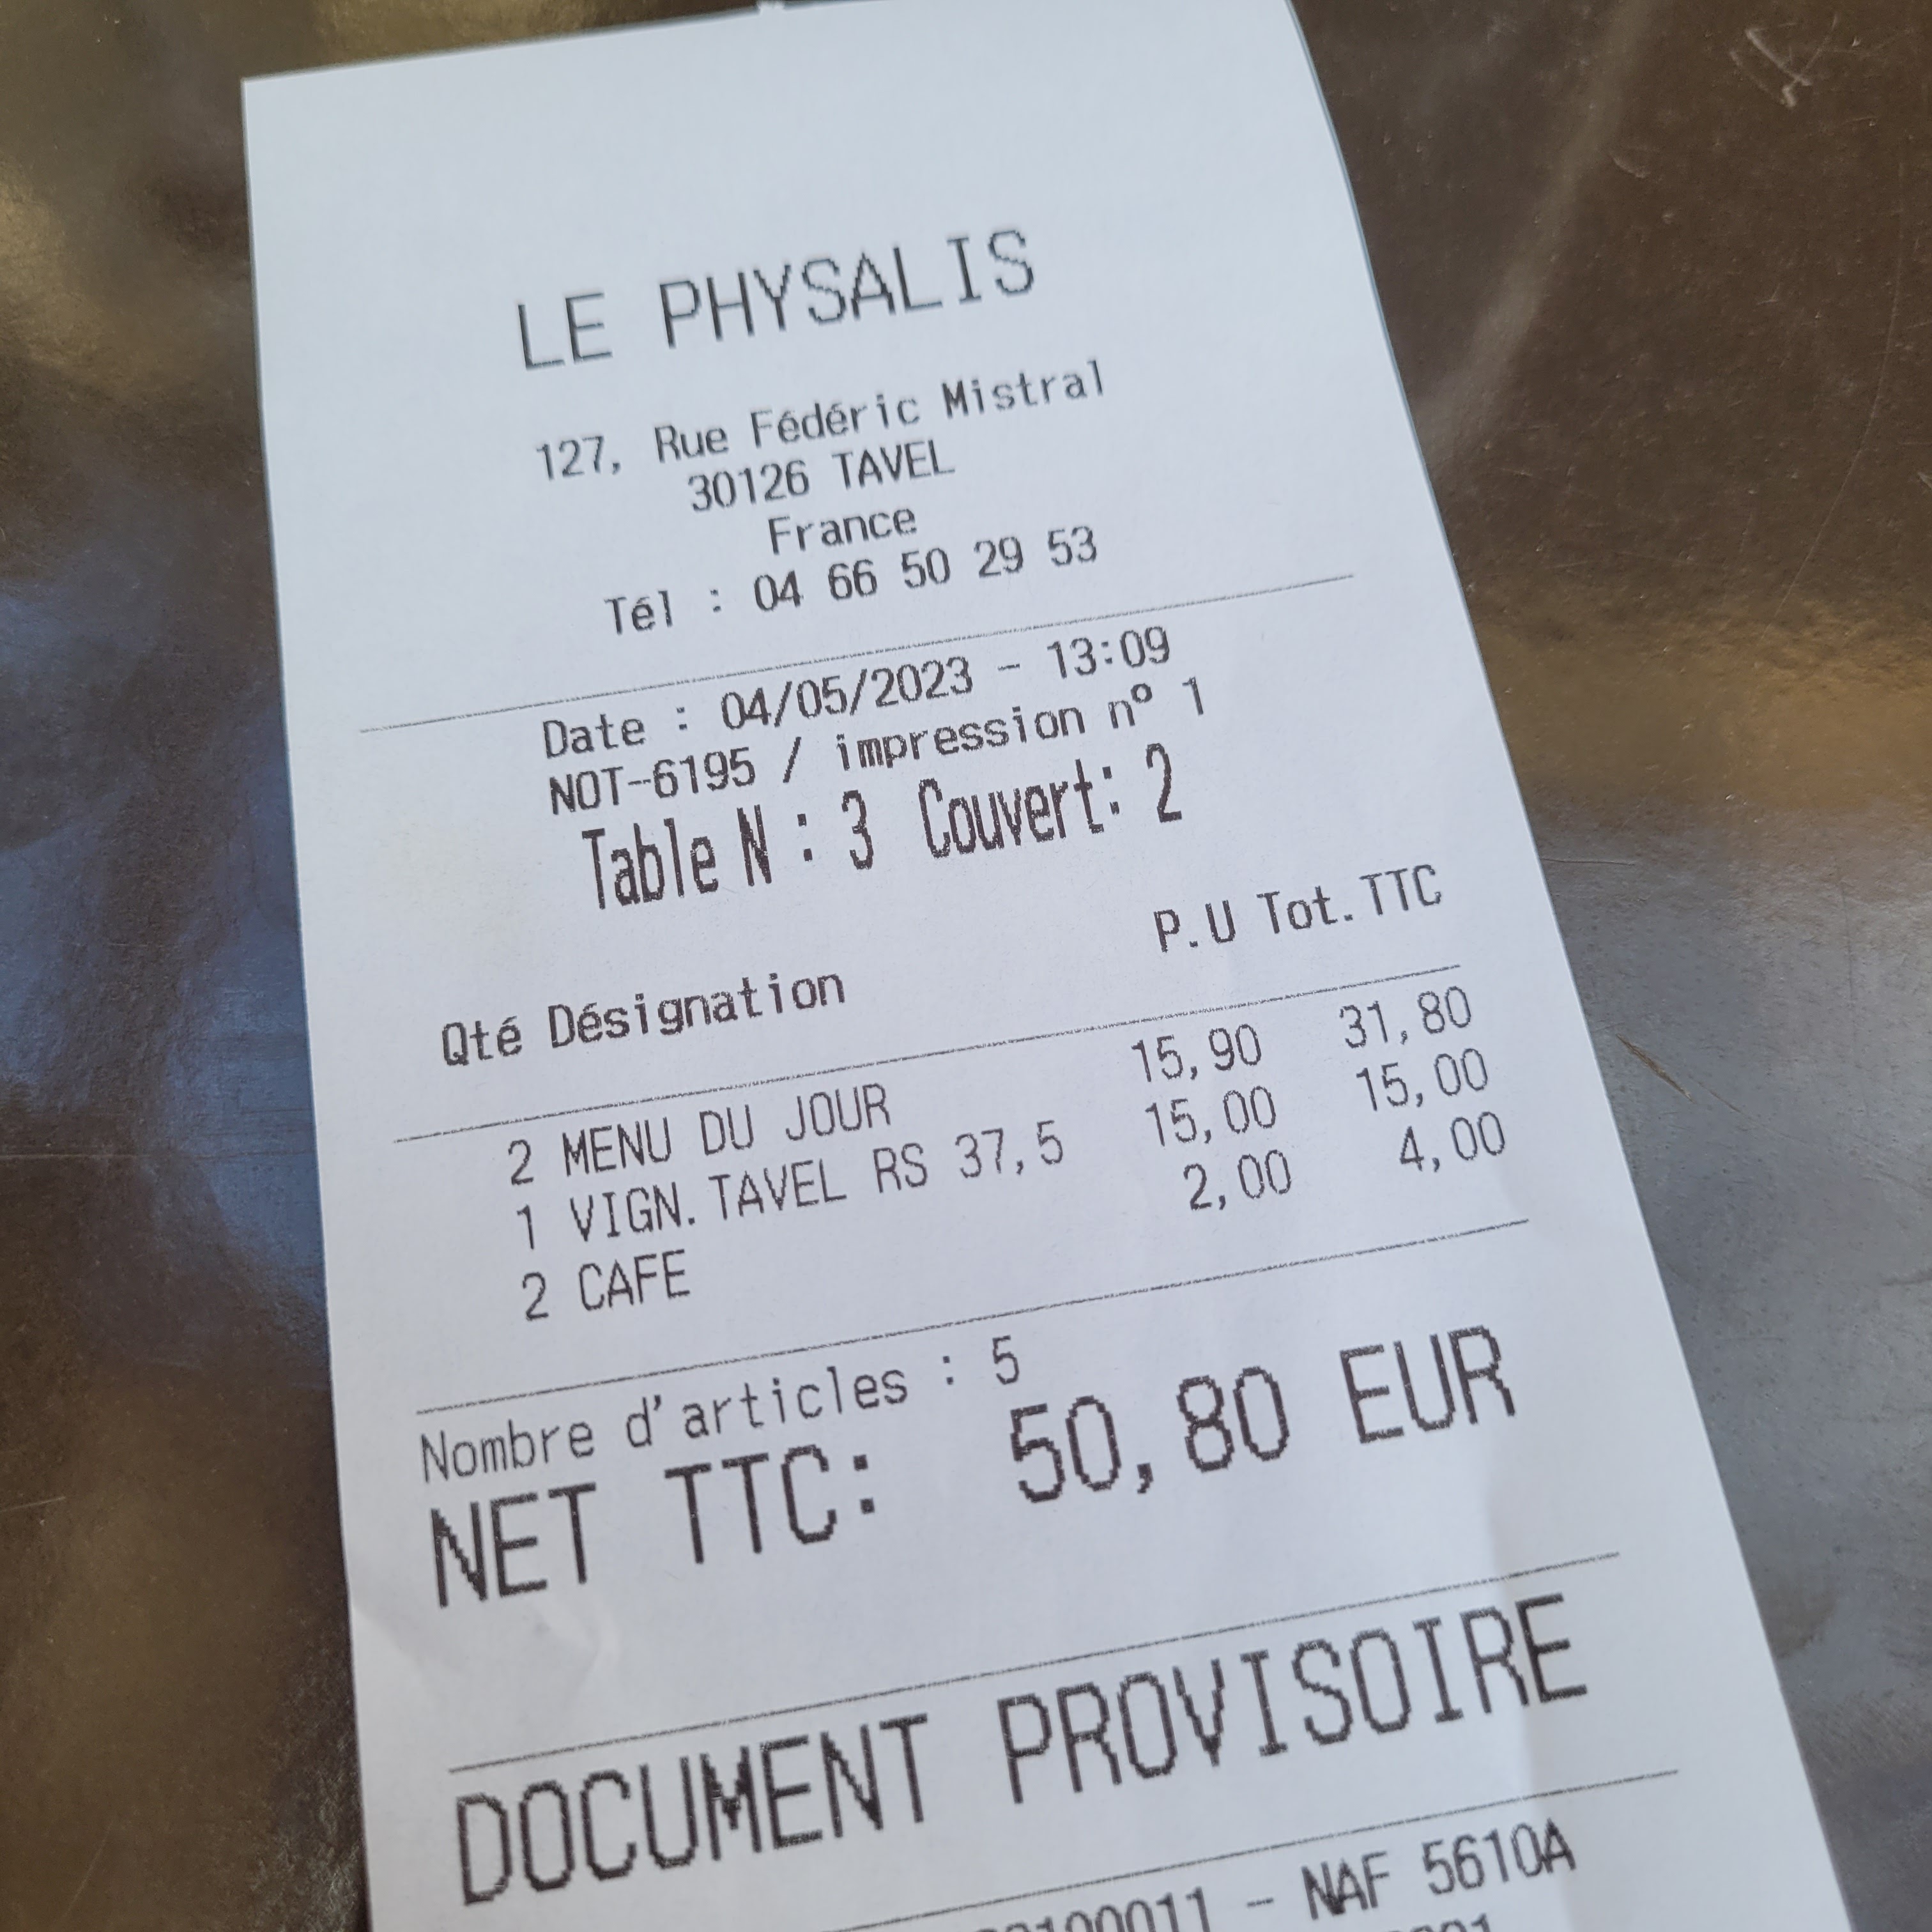 LE PHYSALIS
127, Rue Fédéric Mistral
30126 TAVEL
France
Tél : 04 66 50 29 53
Date : 04/05/2023 - 13:09
NOT-6195 / impression n° 1
Table N : 3 Couvert: 2
Qté Désignation P.U Tot.TTC
2 MENU DU JOUR 15,90 31,80
1 VIGN.TAVEL RS 37,5 15,00 15,00
2 CAFE 2,00 4,00
Nombre d'articles : 5
NET TTC: 50,80 EUR
DOCUMENT PROVISOIRE
- NAF 5610A